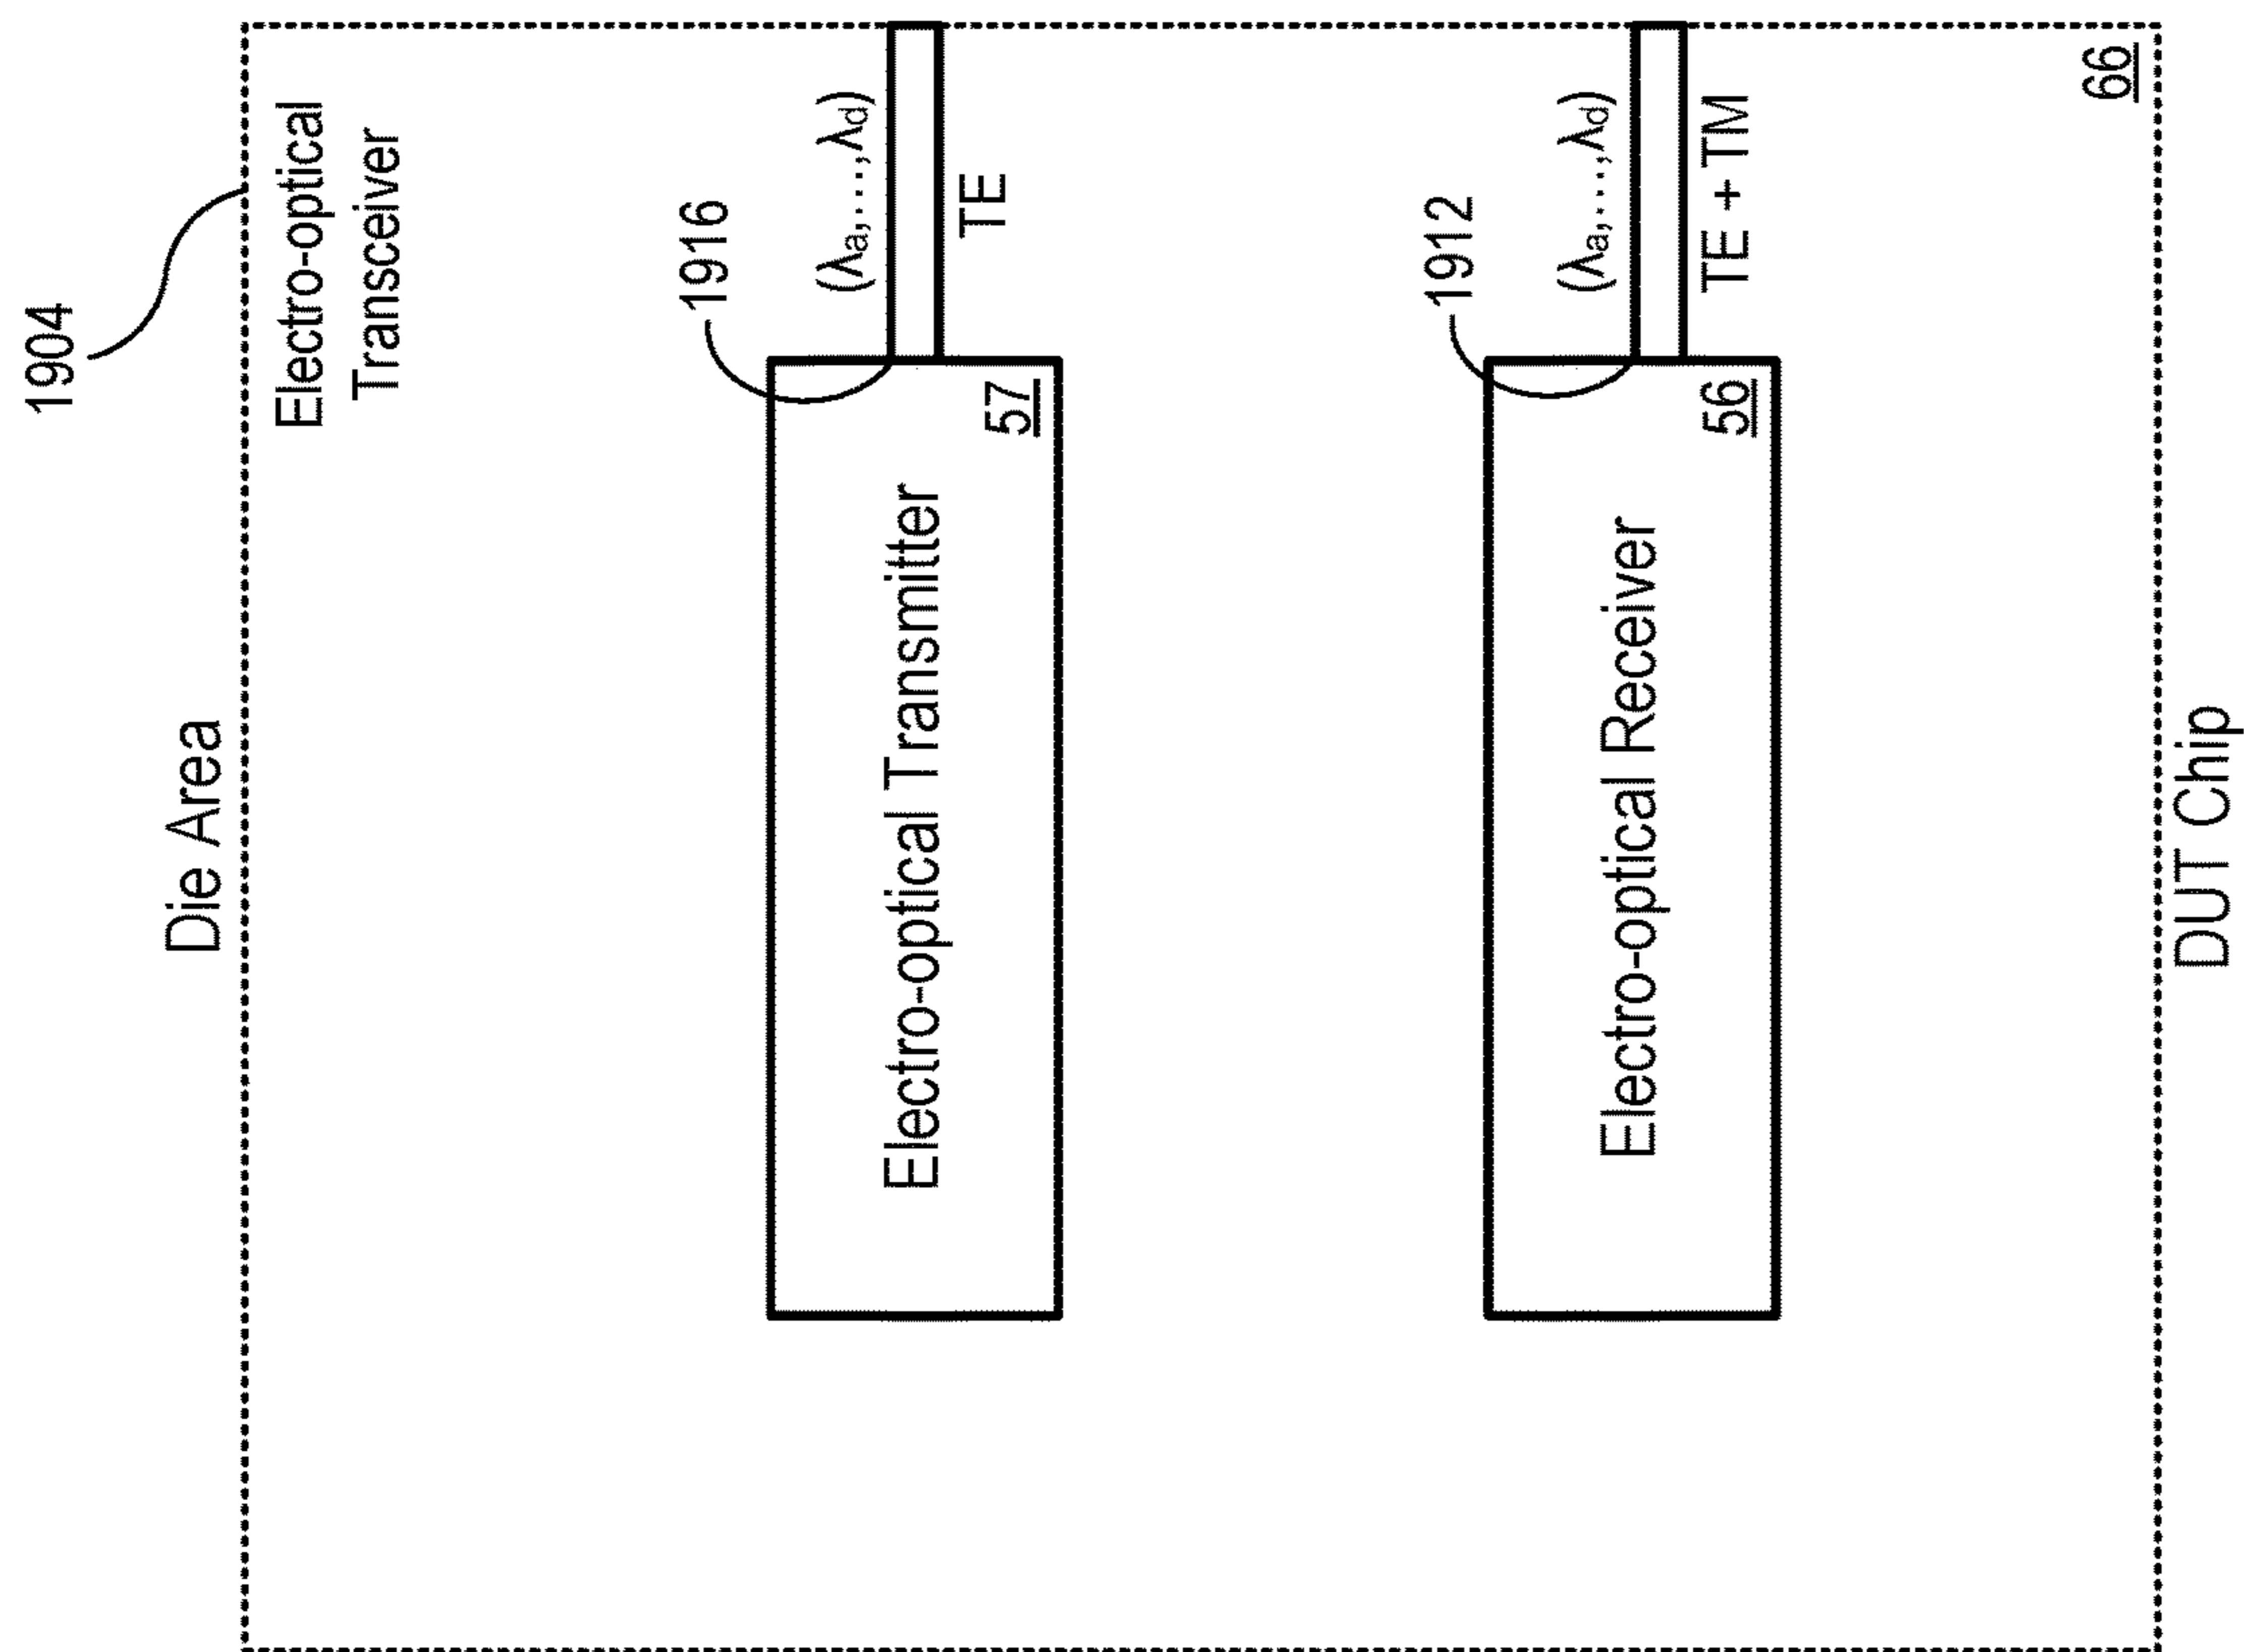 1904
Die Area
Electro-optical
Transceiver
1916
(λa,...,λd)
Electro-optical Transmitter
57
TE
1912
(λa,...,λd)
Electro-optical Receiver
56
TE + TM
66
DUT Chip